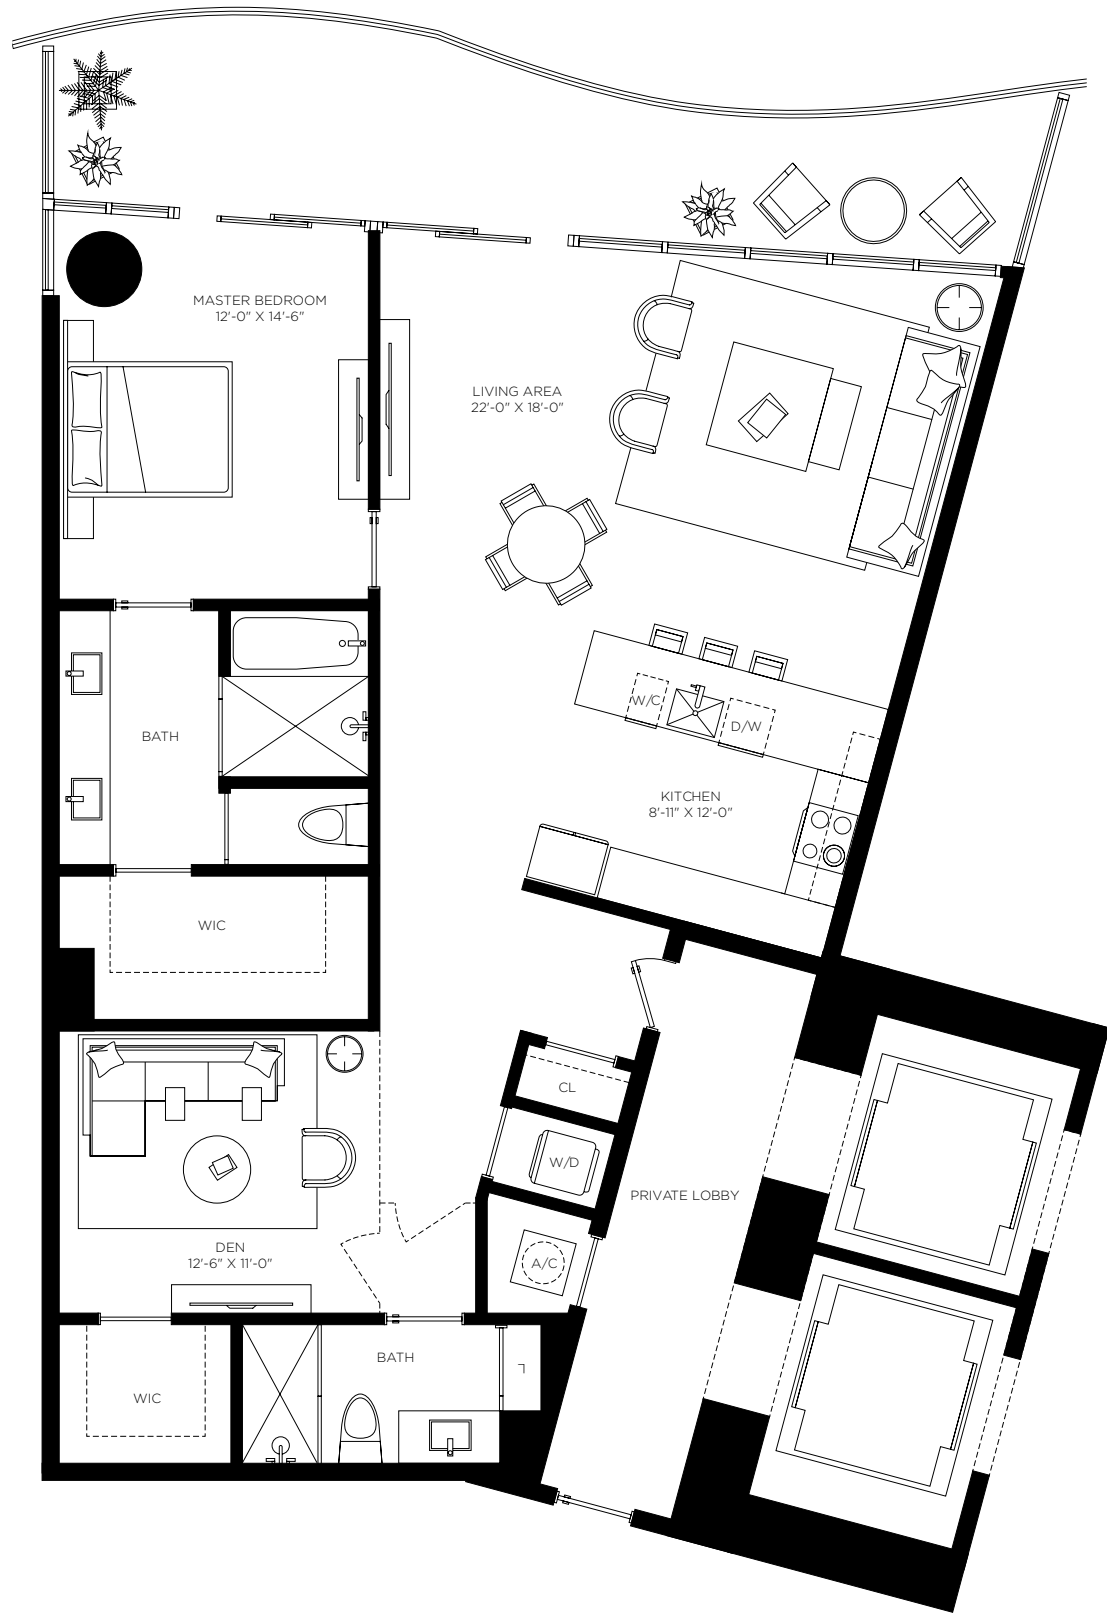 MASTER BEDROOM
12'-0" X 14'-6"
LIVING AREA
22'-0" X 18'-0"
W/C
D/W
BATH
KITCHEN
8'-11" X 12'-0"
WIC
CL
W/D
PRIVATE LOBBY
DEN
12'-6" X 11'-0"
A/C
BATH
WIC